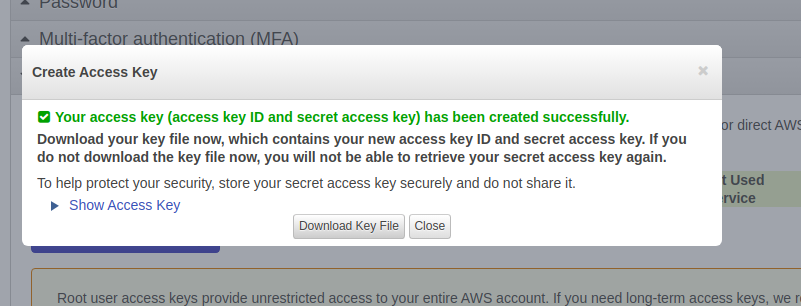 Password
Multi-factor authentication (MFA)
Create Access Key
Your access key (access key ID and secret access key) has been created successfully.
Download your key file now, which contains your new access key ID and secret access key. If you
do not download the key file now, you will not be able to retrieve your secret access key again.
or direct AWS
To help protect your security, store your secret access key securely and do not share it.
t Used
Show Access Key
rvice
Download Key File
Close
Root user access keys provide unrestricted access to your entire AWS account. If you need long-term access keys, we